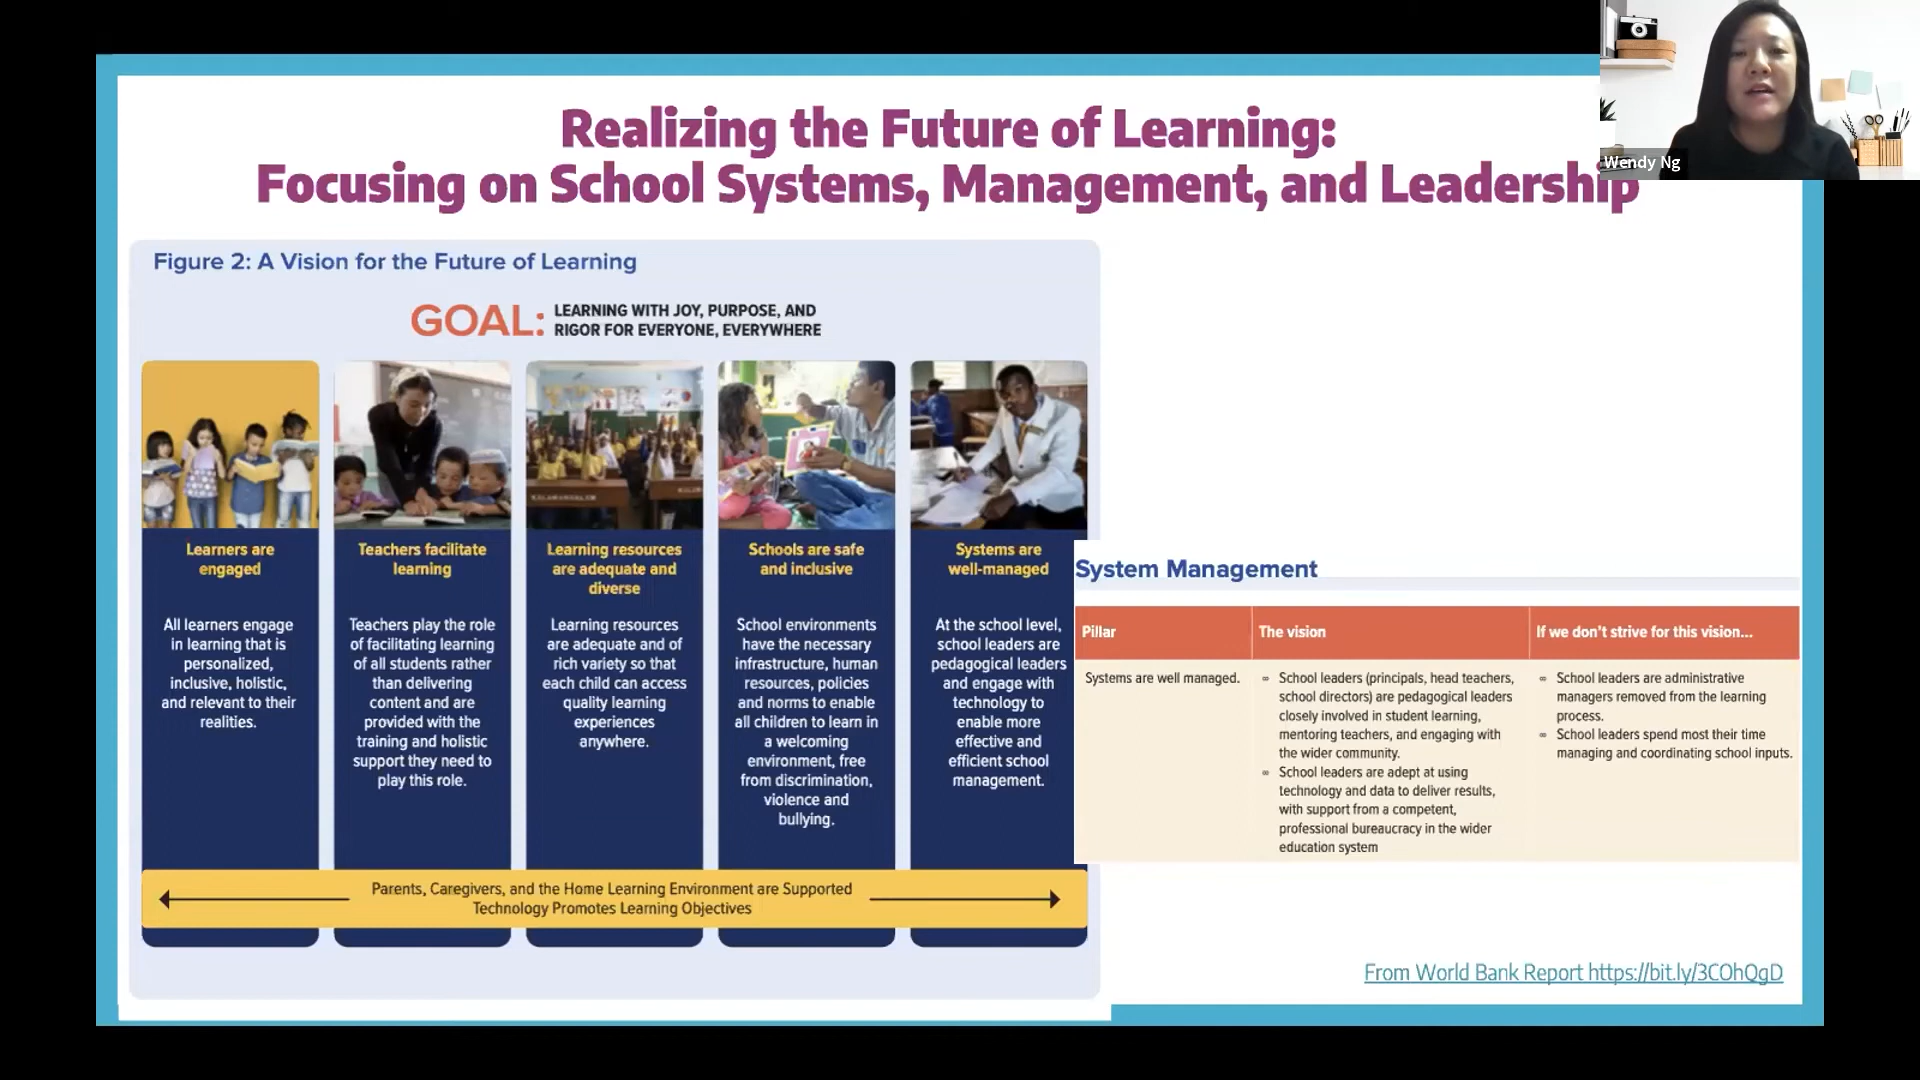 Realizing the Future of Learning:
Focusing on School Systems, Management, and Leadership
Wendy Ng
Figure 2: A Vision for the Future of Learning
GOAL: LEARNING WITH JOY, PURPOSE, AND
RIGOR FOR EVERYONE, EVERYWHERE
Learners are
engaged
All learners engage
in learning that is
personalized,
inclusive, holistic,
and relevant to their
realities.
Teachers facilitate
learning
Teachers play the role
of facilitating learning
of all students rather
than delivering
content and are
provided with the
training and holistic
support they need to
play this role.
Learning resources
are adequate and
diverse
Learning resources
are adequate and of
rich variety so that
each child can access
quality learning
experiences
anywhere.
Schools are safe
and inclusive
School environments
have the necessary
infrastructure, human
resources, policies
and norms to enable
all children to learn in
a welcoming
environment, free
from discrimination,
violence and
bullying.
Systems are
well-managed
At the school level,
school leaders are
pedagogical leaders
and engage with
technology to
enable more
effective and
efficient school
management.
Parents, Caregivers, and the Home Learning Environment are Supported
Technology Promotes Learning Objectives
System Management
Pillar
The vision
If we don't strive for this vision...
Systems are well managed.
∞ School leaders (principals, head teachers,
school directors) are pedagogical leaders
closely involved in student learning,
mentoring teachers, and engaging with
the wider community.
∞ School leaders are adept at using
technology and data to deliver results,
with support from a competent,
professional bureaucracy in the wider
education system
∞ School leaders are administrative
managers removed from the learning
process.
∞ School leaders spend most their time
managing and coordinating school inputs.
From World Bank Report https://bit.ly/3COhQgD